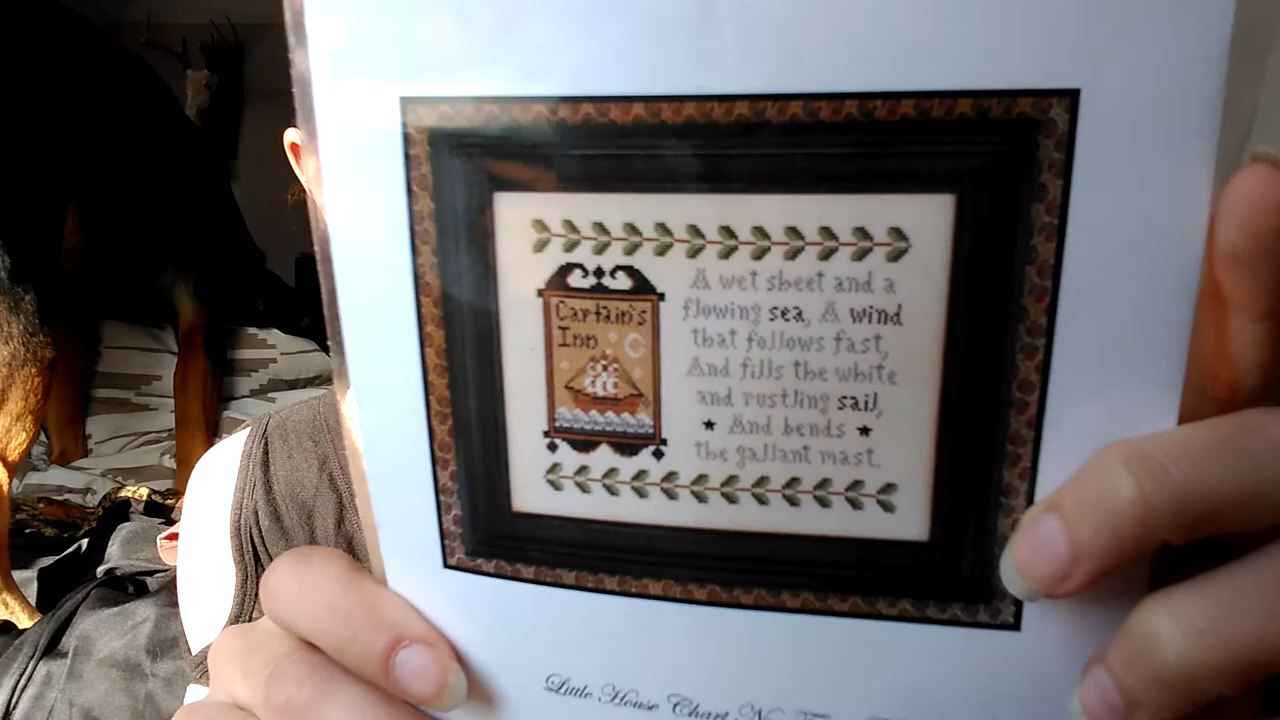 Captain's
Inn
A wet sheet and a
flowing sea, A wind
that follows fast,
And fills the white
and rustling sail,
And bends
the gallant mast.
Little House Chart